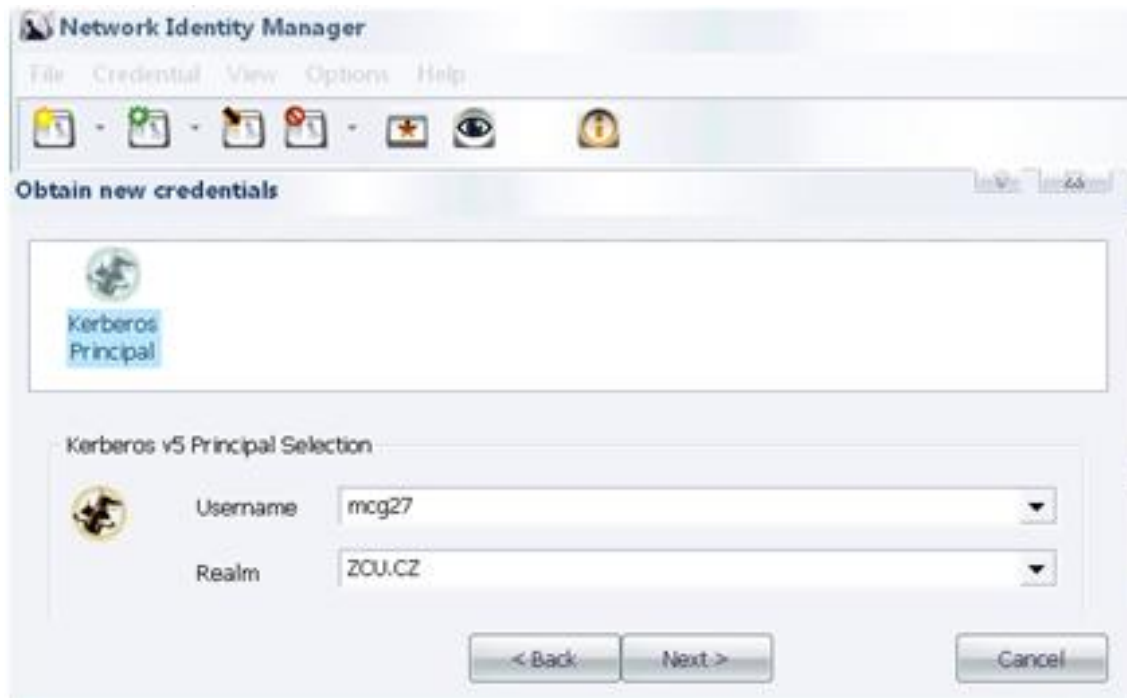 Network Identity Manager
File Credential View Options Help
Obtain new credentials
Kerberos
Principal
Kerberos v5 Principal Selection
Username mcg27
Realm ZCU.CZ
< Back Next > Cancel